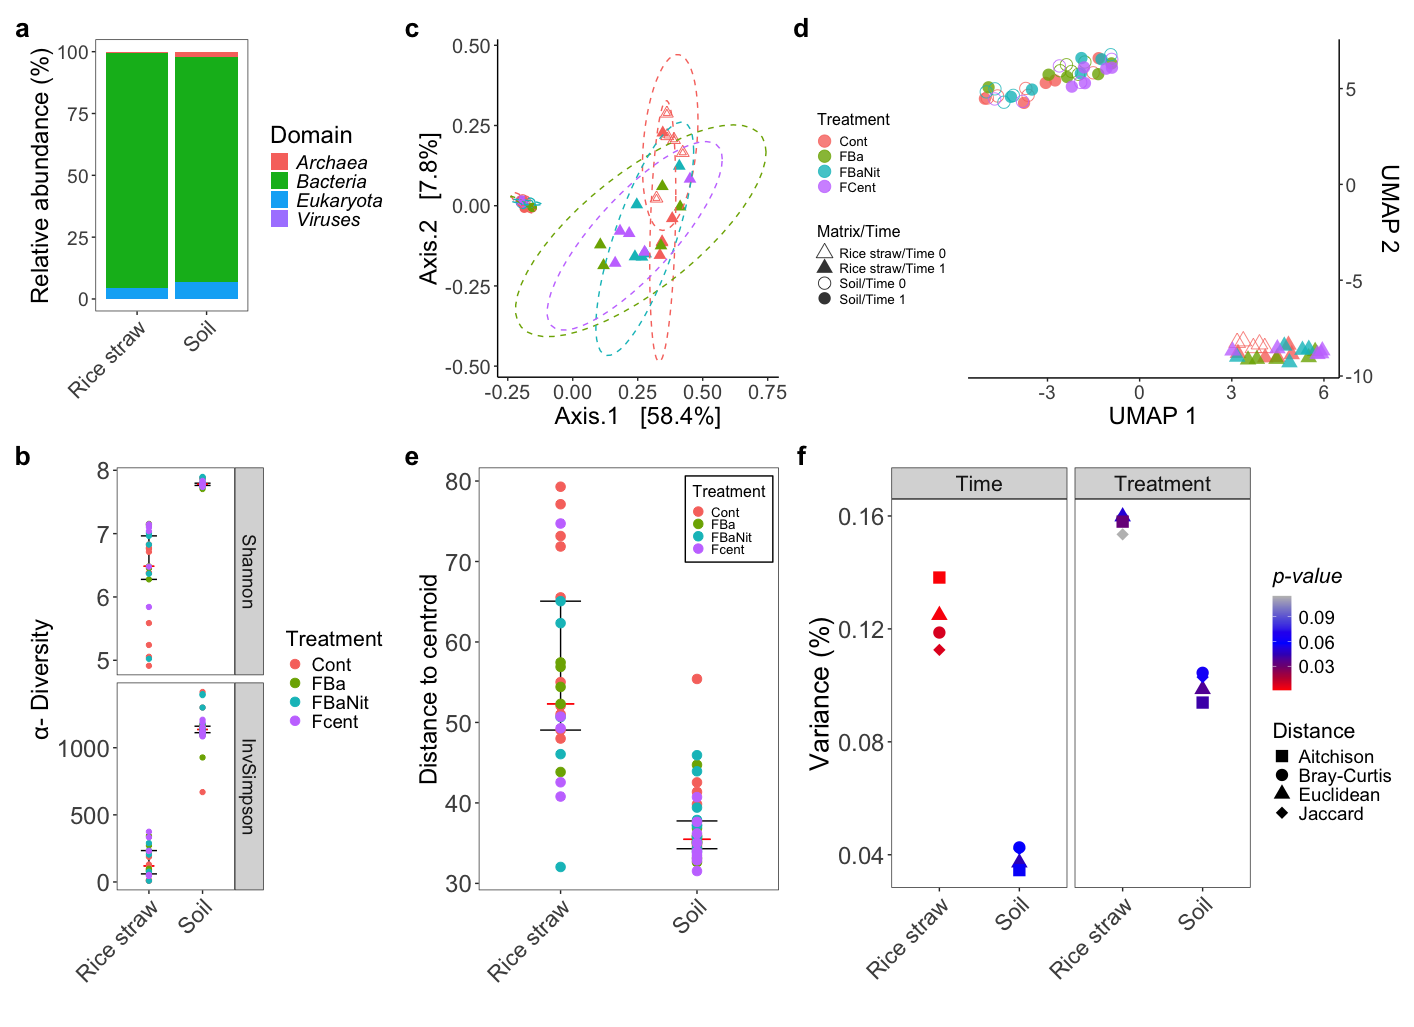 a
Relative abundance (%)
100
75
50
25
0
Rice straw
Soil
Domain
Archaea
Bacteria
Eukaryota
Viruses
c
Axis.2 [7.8%]
0.50
0.25
0.00
-0.25
-0.50
-0.25
0.00
0.25
0.50
0.75
Axis.1 [58.4%]
d
Treatment
Cont
FBa
FBaNit
FCent
Matrix/Time
Rice straw/Time 0
Rice straw/Time 1
Soil/Time 0
Soil/Time 1
5
0
-5
-10
UMAP 2
-3
0
3
6
UMAP 1
b
α- Diversity
8
7
6
5
Shannon
1000
500
0
InvSimpson
Rice straw
Soil
Treatment
Cont
FBa
FBaNit
Fcent
e
Distance to centroid
80
70
60
50
40
30
Rice straw
Soil
Treatment
Cont
FBa
FBaNit
Fcent
f
Time
Treatment
Variance (%)
0.16
0.12
0.08
0.04
Rice straw
Soil
Rice straw
Soil
p-value
0.09
0.06
0.03
Distance
Aitchison
Bray-Curtis
Euclidean
Jaccard